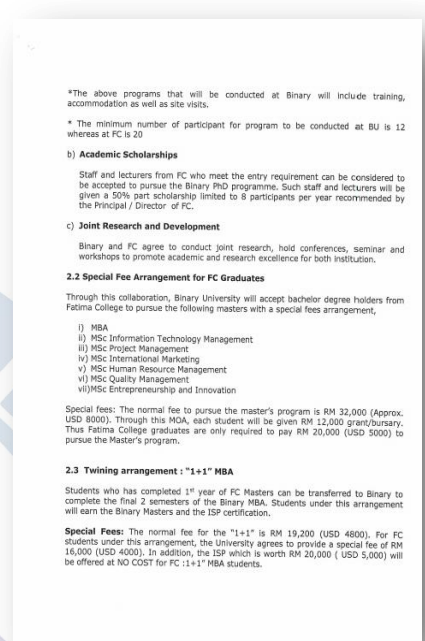 *The above programs that will be conducted at Binary will include training,
accommodation as well as site visits.
* The minimum number of participant for program to be conducted at BU is 12
whereas at FC is 20
b) Academic Scholarships
Staff and lecturers from FC who meet the entry requirement can be considered to
be accepted to pursue the Binary PhD programme. Such staff and lecturers will be
given a 50% part scholarship limited to 8 participants per year recommended by
the Principal / Director of FC.
c) Joint Research and Development
Binary and FC agree to conduct joint research, hold conferences, seminar and
workshops to promote academic and research excellence for both institution.
2.2 Special Fee Arrangement for FC Graduates
Through this collaboration, Binary University will accept bachelor degree holders from
Fatima College to pursue the following masters with a special fees arrangement,
i) MBA
ii) MSc Information Technology Management
iii) MSc Project Management
iv) MSc International Marketing
v) MSc Human Resource Management
vi) MSc Quality Management
vii)MSc Entrepreneurship and Innovation
Special fees: The normal fee to pursue the master's program is RM 32,000 (Approx.
USD 8000). Through this MOA, each student will be given RM 12,000 grant/bursary.
Thus Fatima College graduates are only required to pay RM 20,000 (USD 5000) to
pursue the Master's program.
2.3 Twining arrangement : "1+1" MBA
Students who has completed 1st year of FC Masters can be transferred to Binary to
complete the final 2 semesters of the Binary MBA. Students under this arrangement
will earn the Binary Masters and the ISP certification.
Special Fees: The normal fee for the "1+1" is RM 19,200 (USD 4800). For FC
students under this arrangement, the University agrees to provide a special fee of RM
16,000 (USD 4000). In addition, the ISP which is worth RM 20,000 ( USD 5,000) will
be offered at NO COST for FC :1+1" MBA students.